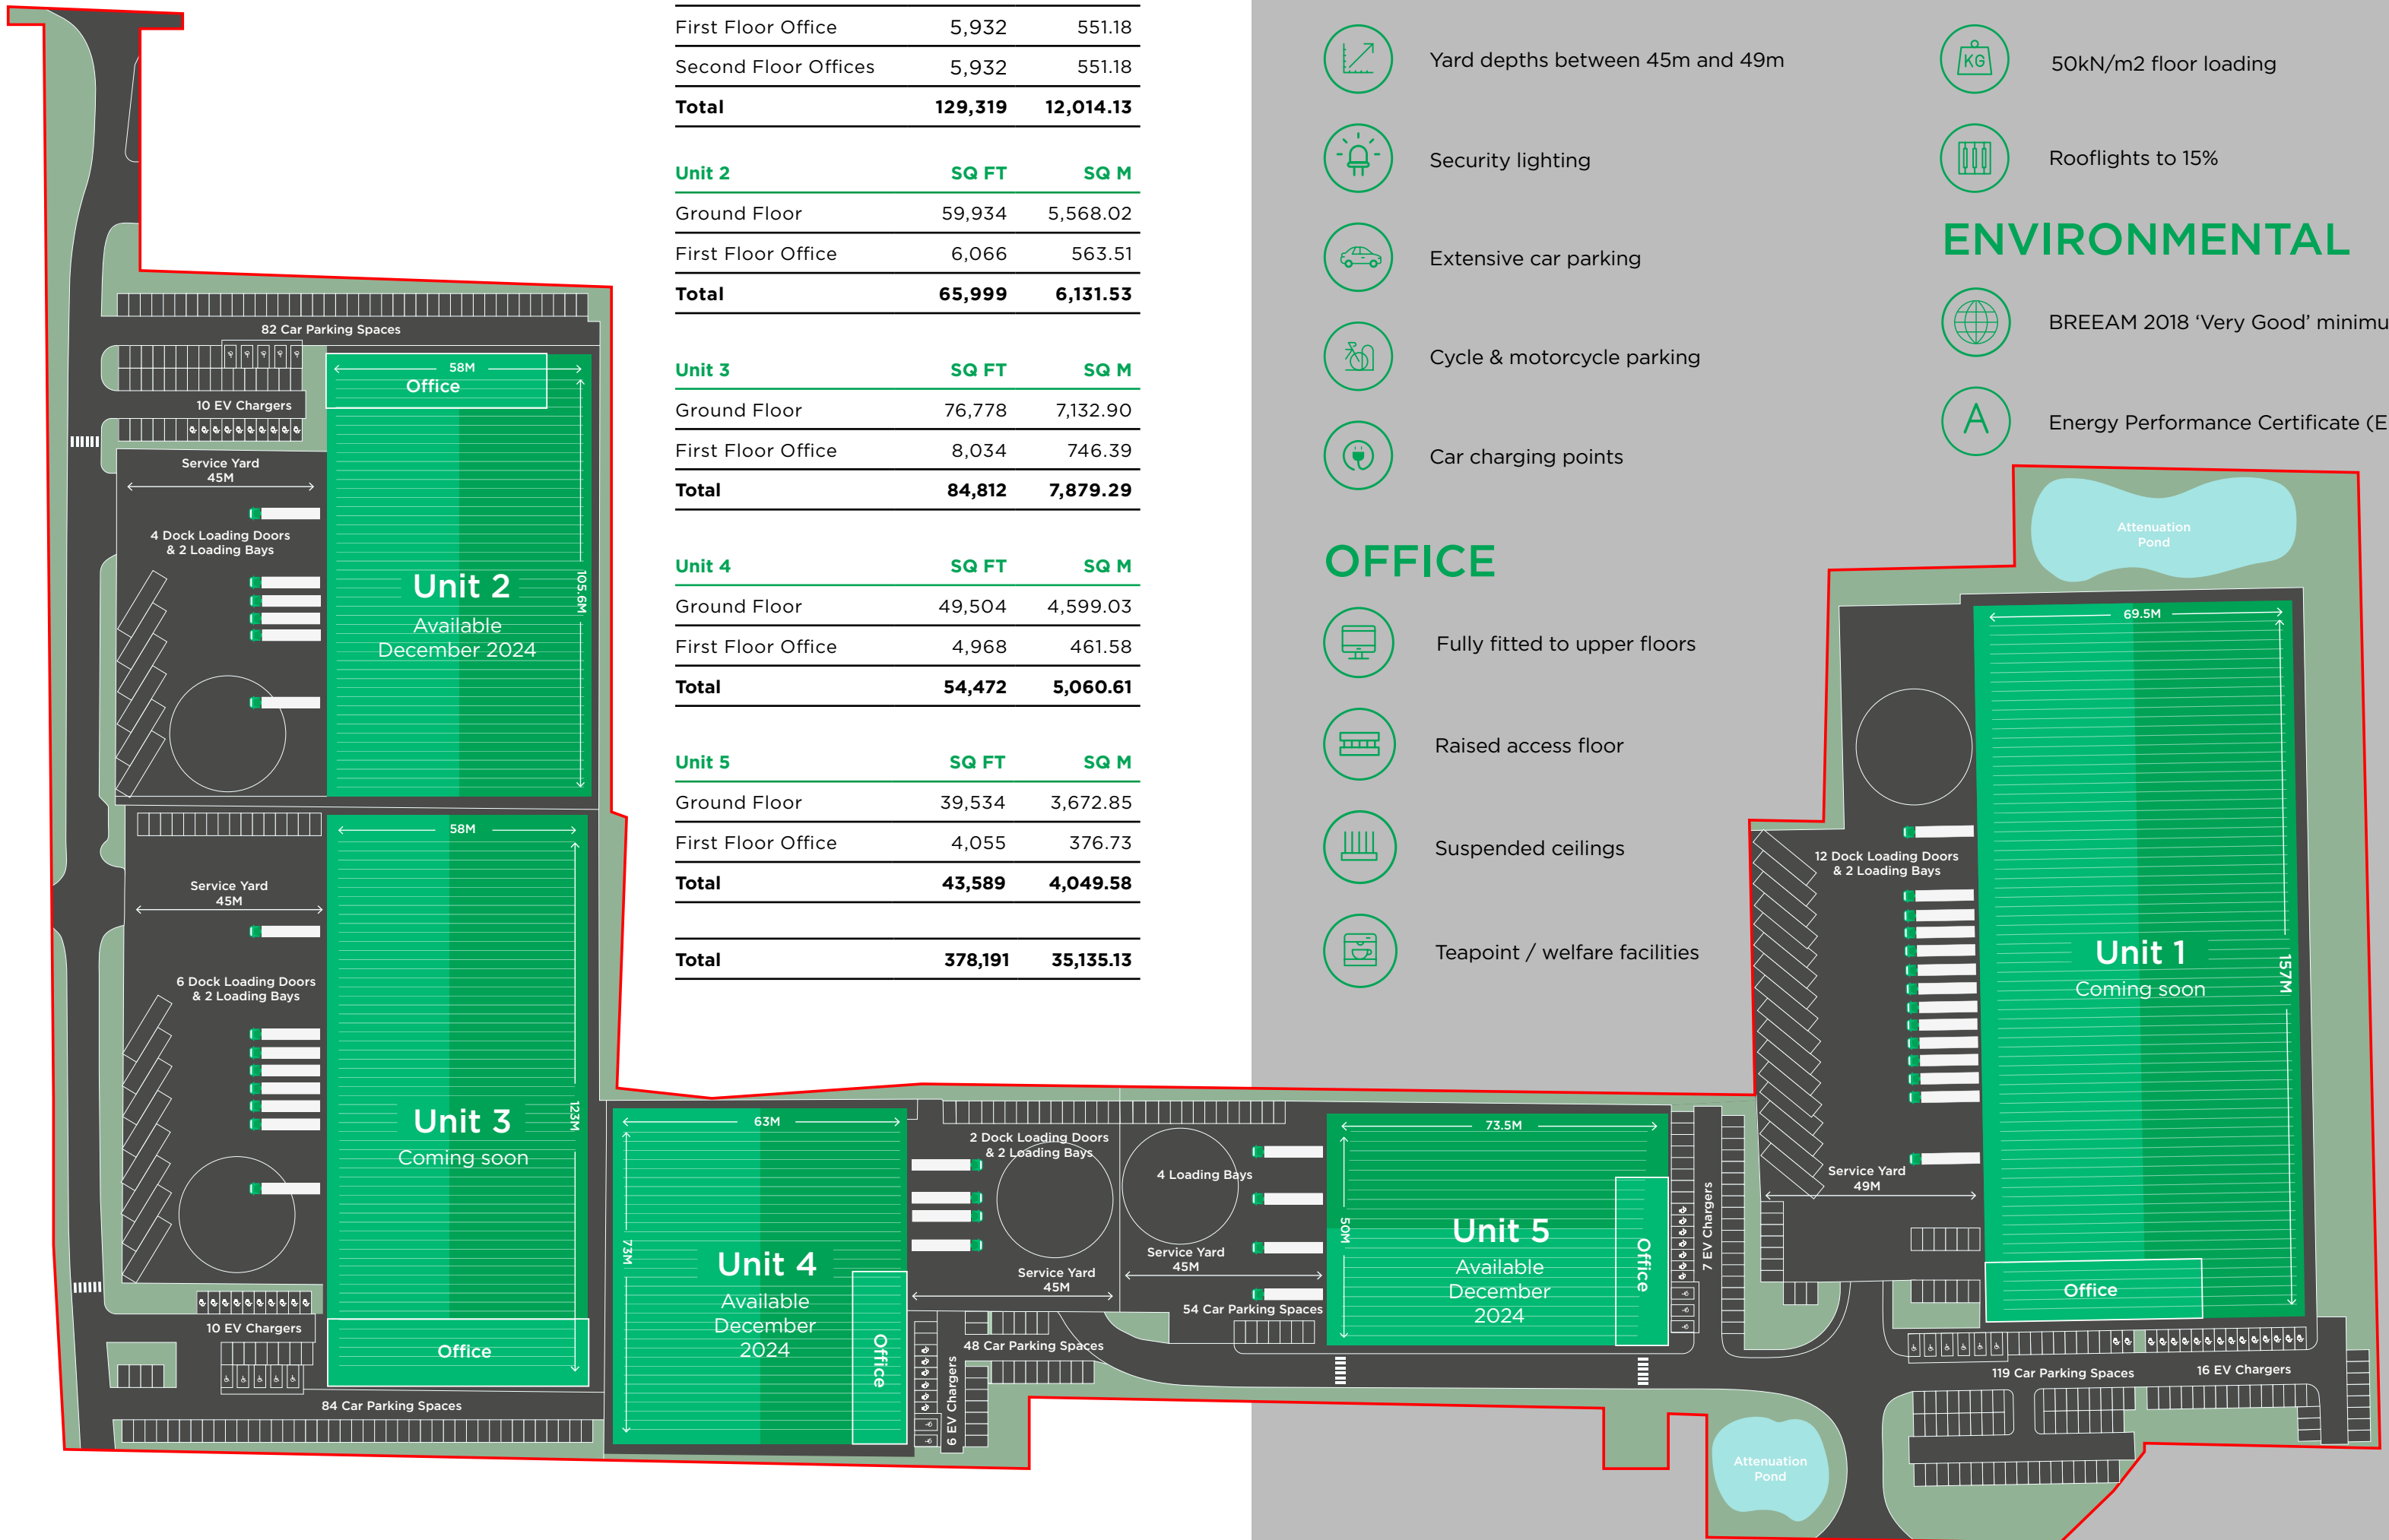 First Floor Office 5,932 551.18
Second Floor Offices 5,932 551.18
Total 129,319 12,014.13
Unit 2 SQ FT SQ M
Ground Floor 59,934 5,568.02
First Floor Office 6,066 563.51
Total 65,999 6,131.53
Unit 3 SQ FT SQ M
Ground Floor 76,778 7,132.90
First Floor Office 8,034 746.39
Total 84,812 7,879.29
Unit 4 SQ FT SQ M
Ground Floor 49,504 4,599.03
First Floor Office 4,968 461.58
Total 54,472 5,060.61
Unit 5 SQ FT SQ M
Ground Floor 39,534 3,672.85
First Floor Office 4,055 376.73
Total 43,589 4,049.58
Total 378,191 35,135.13
Yard depths between 45m and 49m
Security lighting
Extensive car parking
Cycle & motorcycle parking
Car charging points
OFFICE
Fully fitted to upper floors
Raised access floor
Suspended ceilings
Teapoint / welfare facilities
KG
50kN/m2 floor loading
Rooflights to 15%
ENVIRONMENTAL
BREEAM 2018 ‘Very Good’ minimu
A
Energy Performance Certificate (E
82 Car Parking Spaces
58M
Office
10 EV Chargers
Service Yard
45M
4 Dock Loading Doors
& 2 Loading Bays
105.6M
Unit 2
Available
December 2024
58M
Service Yard
45M
6 Dock Loading Doors
& 2 Loading Bays
123M
Unit 3
Coming soon
10 EV Chargers
Office
84 Car Parking Spaces
63M
73M
Unit 4
Available
December
2024
Office
2 Dock Loading Doors
& 2 Loading Bays
Service Yard
45M
48 Car Parking Spaces
6 EV Chargers
4 Loading Bays
Service Yard
45M
54 Car Parking Spaces
73.5M
50M
Unit 5
Available
December
2024
Office
7 EV Chargers
Attenuation
Pond
69.5M
12 Dock Loading Doors
& 2 Loading Bays
157M
Unit 1
Coming soon
Service Yard
49M
Office
119 Car Parking Spaces
16 EV Chargers
Attenuation
Pond